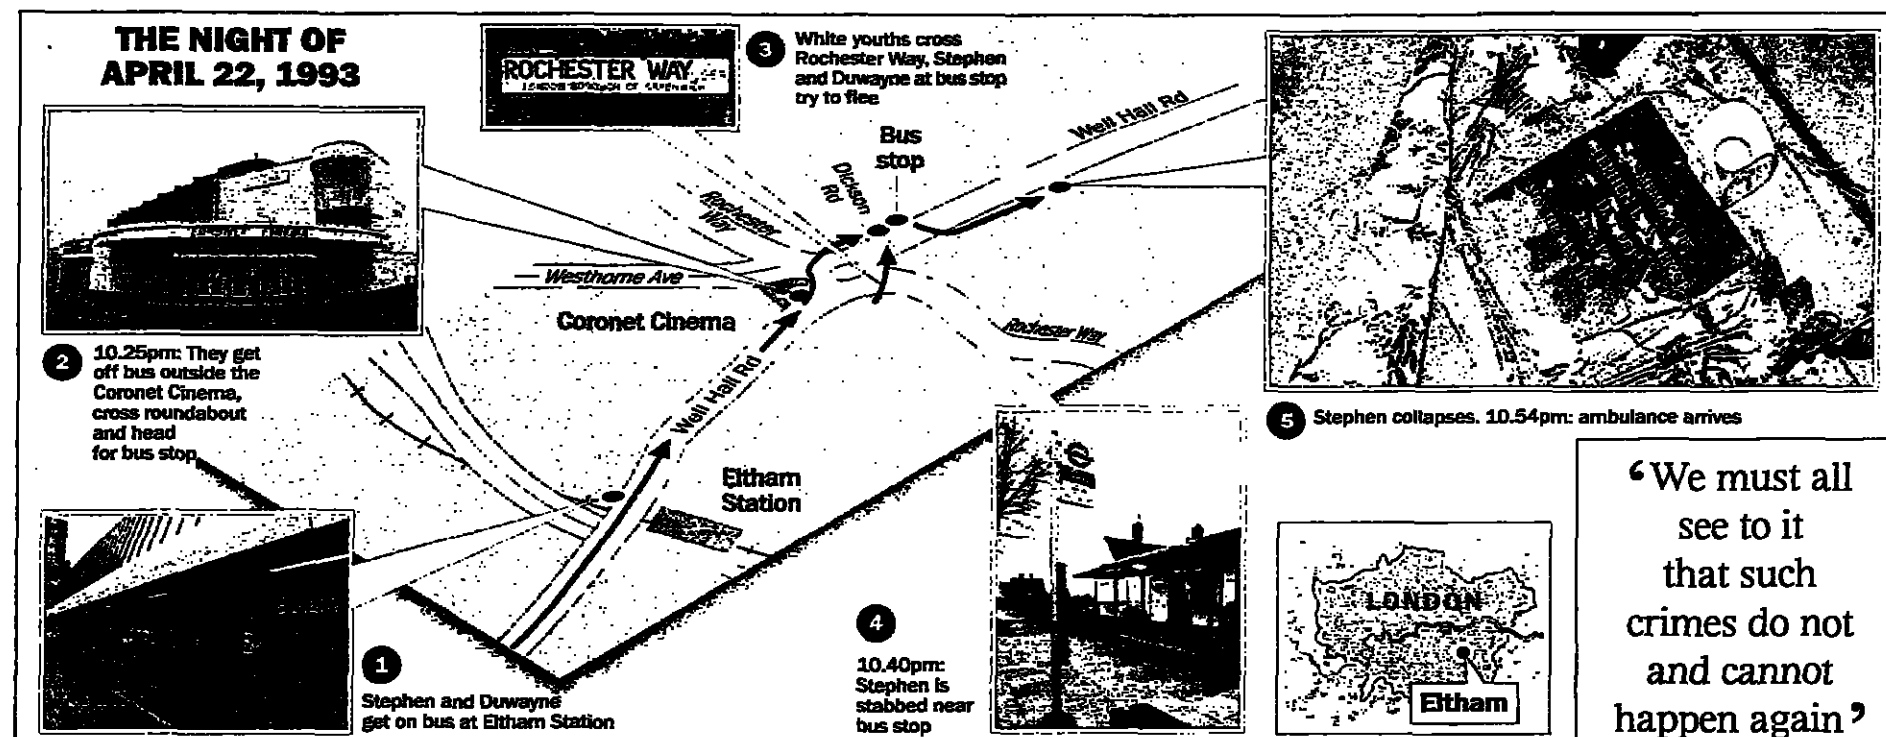 THE NIGHT OF
APRIL 22, 1993
ROCHESTER WAY
3
White youths cross
Rochester Way, Stephen
and Duwayne at bus stop
try to flee
Bus
stop
Well Hall Rd
Dickson
Rd
Rochester
Way
Westhorne Ave
Coronet Cinema
CORONET CINEMA
Rochester Way
2
10.25pm: They get
off bus outside the
Coronet Cinema,
cross roundabout
and head
for bus stop
Well Hall Rd
Eltham
Station
5
Stephen collapses. 10.54pm: ambulance arrives
1
Stephen and Duwayne
get on bus at Eltham Station
4
10.40pm:
Stephen is
stabbed near
bus stop
LONDON
Eltham
‘We must all
see to it
that such
crimes do not
and cannot
happen again’